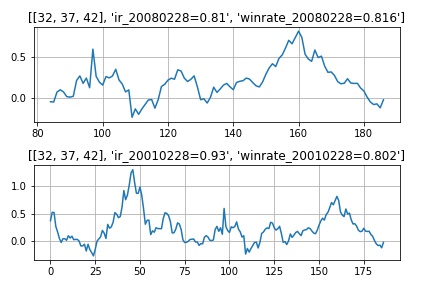 [[32, 37, 42], 'ir_20080228=0.81', 'winrate_20080228=0.816']
0.5
0.0
80 100 120 140 160 180
[[32, 37, 42], 'ir_20010228=0.93', 'winrate_20010228=0.802']
1.0
0.5
0.0
0 25 50 75 100 125 150 175